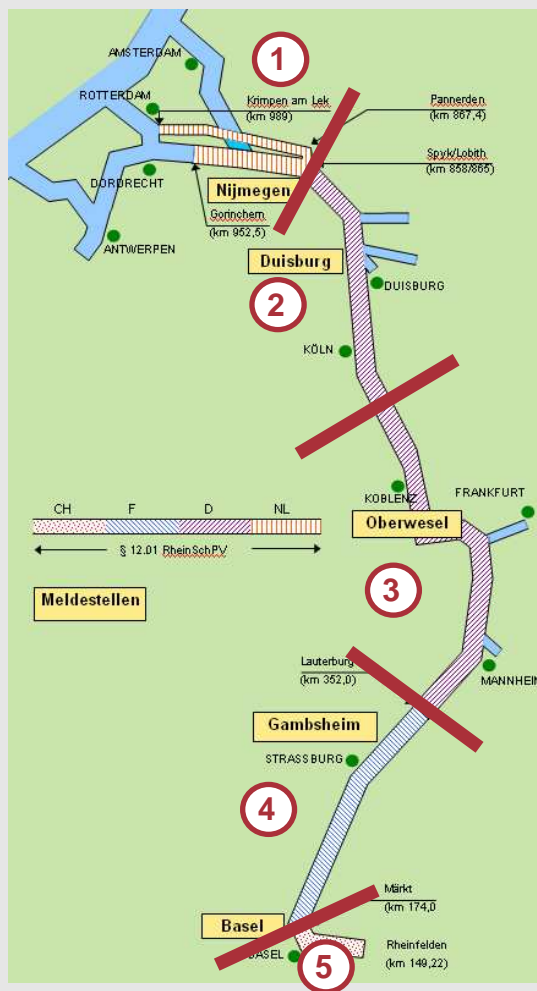 AMSTERDAM
1
ROTTERDAM
Krimpen am Lek
(km 989)
Pannerden
(km 867,4)
Spyk/Lobith
(km 858/865)
DORDRECHT
Nijmegen
Gorinchem
(km 952,5)
ANTWERPEN
Duisburg
2
DUISBURG
KÖLN
KOBLENZ
FRANKFURT
CH F D NL
Oberwesel
§ 12.01 RheinSchPV
Meldestellen
3
Lauterburg
(km 352,0)
MANNHEIM
Gambsheim
STRASSBURG
4
Märkt
(km 174,0
Basel
BASEL
Rheinfelden
(km 149,22)
5